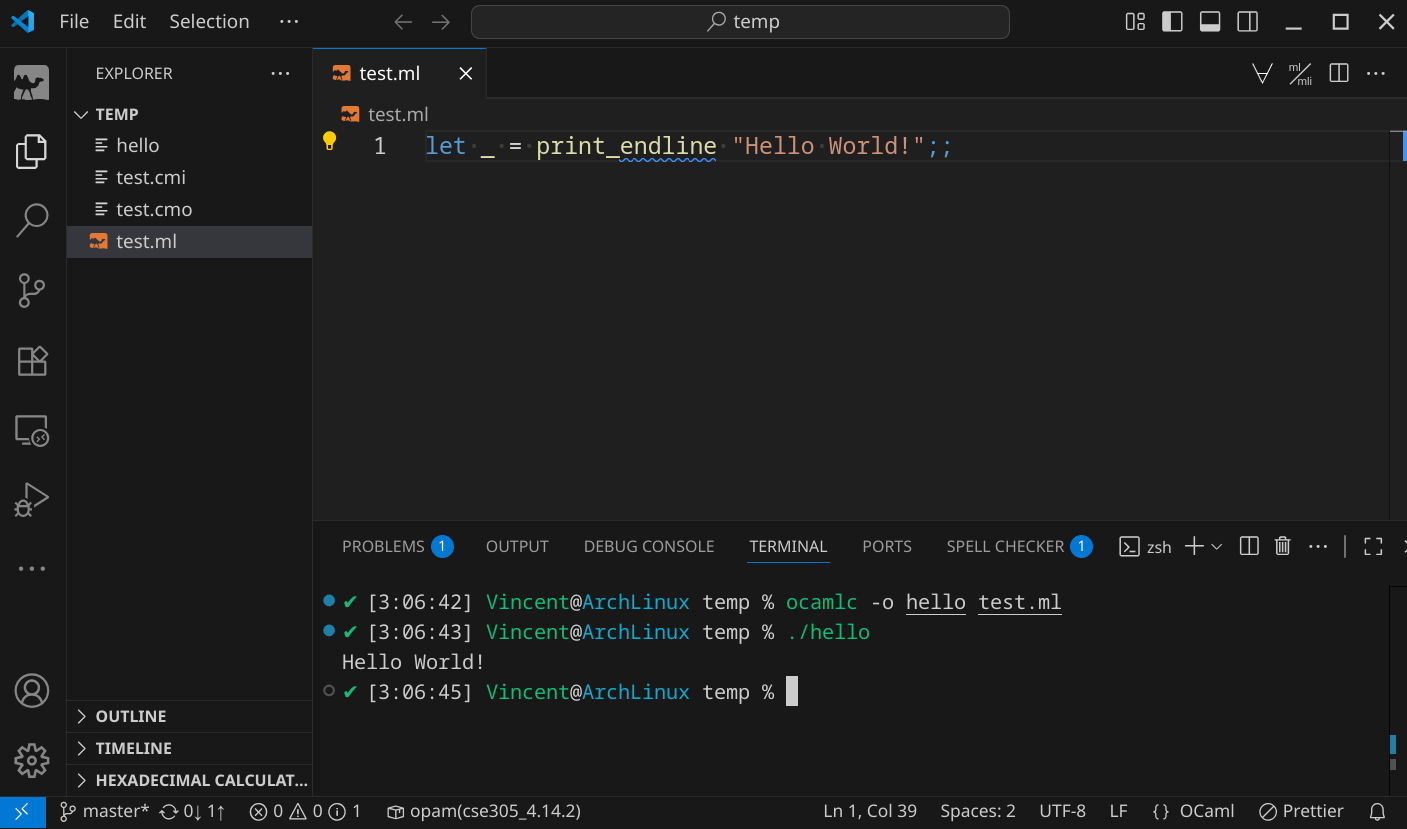 File Edit Selection ··· temp
EXPLORER ···
TEMP
hello
test.cmi
test.cmo
test.ml
OUTLINE
TIMELINE
HEXADECIMAL CALCULAT...
test.ml
ml/mli ···
test.ml
1 let _ = print_endline "Hello World!";;
PROBLEMS 1 OUTPUT DEBUG CONSOLE TERMINAL PORTS SPELL CHECKER 1 zsh ···
✔ [3:06:42] Vincent@ArchLinux temp % ocamlc -o hello test.ml
✔ [3:06:43] Vincent@ArchLinux temp % ./hello
Hello World!
✔ [3:06:45] Vincent@ArchLinux temp %
master* 0↓ 1↑ 0 0 1 opam(cse305_4.14.2) Ln 1, Col 39 Spaces: 2 UTF-8 LF {} OCaml Prettier